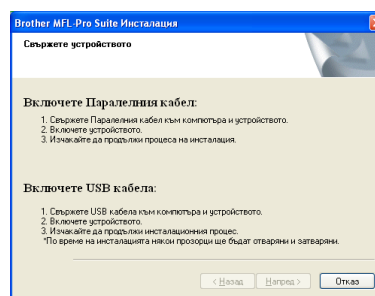 Brother MFL-Pro Suite Инсталация
Свържете устройството
Включете Паралелния кабел:
1. Свържете Паралелния кабел към компютъра и устройството.
2. Включете устройството.
3. Изчакайте да продължи процеса на инсталация.
Включете USB кабела:
1. Свържете USB кабела към компютъра и устройството.
2. Включете устройството.
3. Изчакайте да продължи инсталационния процес.
*По време на инсталацията някои прозорци ще бъдат отваряни и затваряни.
< Назад Напред > Отказ